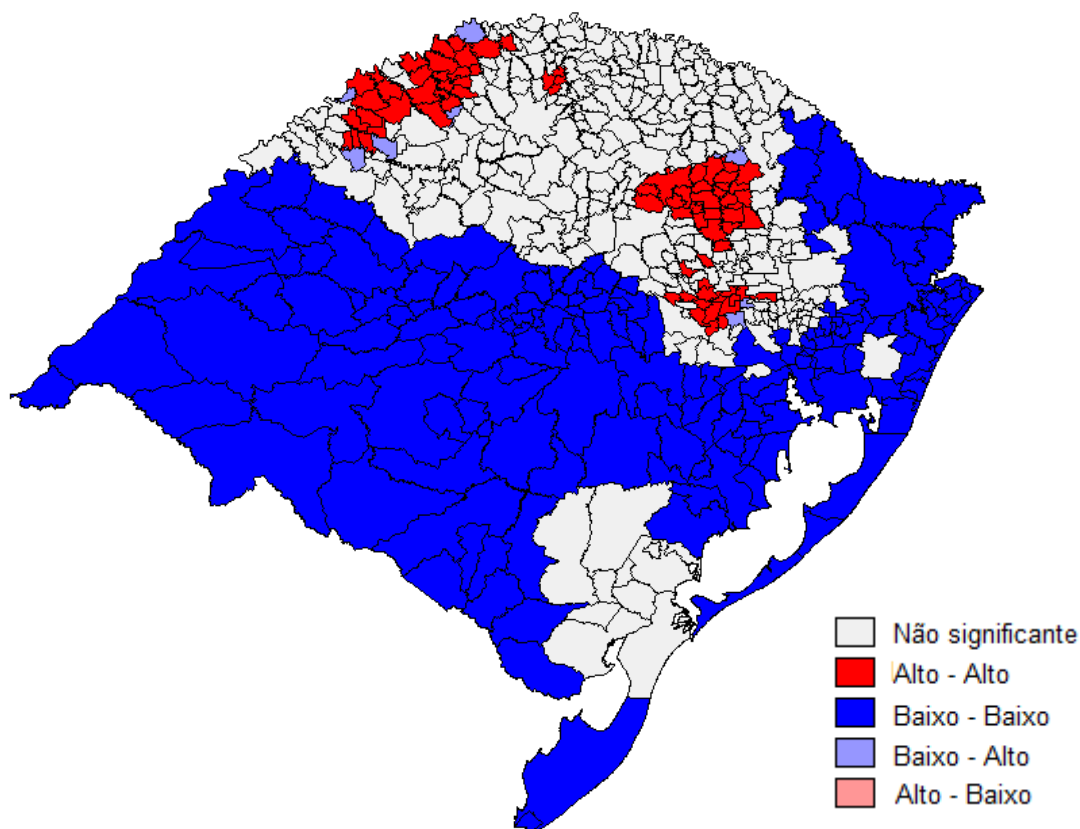 Não significante
Alto - Alto
Baixo - Baixo
Baixo - Alto
Alto - Baixo